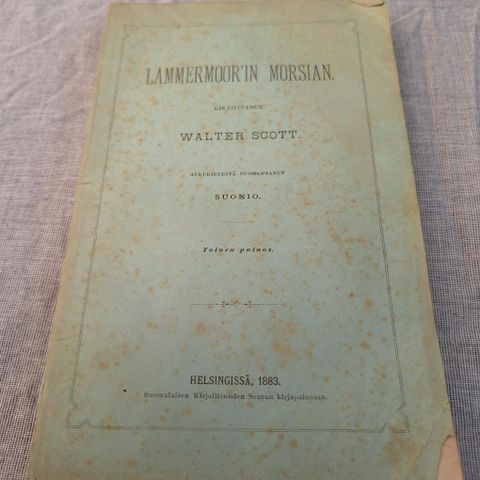 LAMMERMOOR'IN MORSIAN.
KIRJOITTANUT
WALTER SCOTT.
ALKUKIELESTÄ SUOMENTANUT
SUONIO.
Toinen painos.
HELSINGISSÄ, 1883.
Suomalaisen Kirjallisuuden Seuran kirjapainossa.